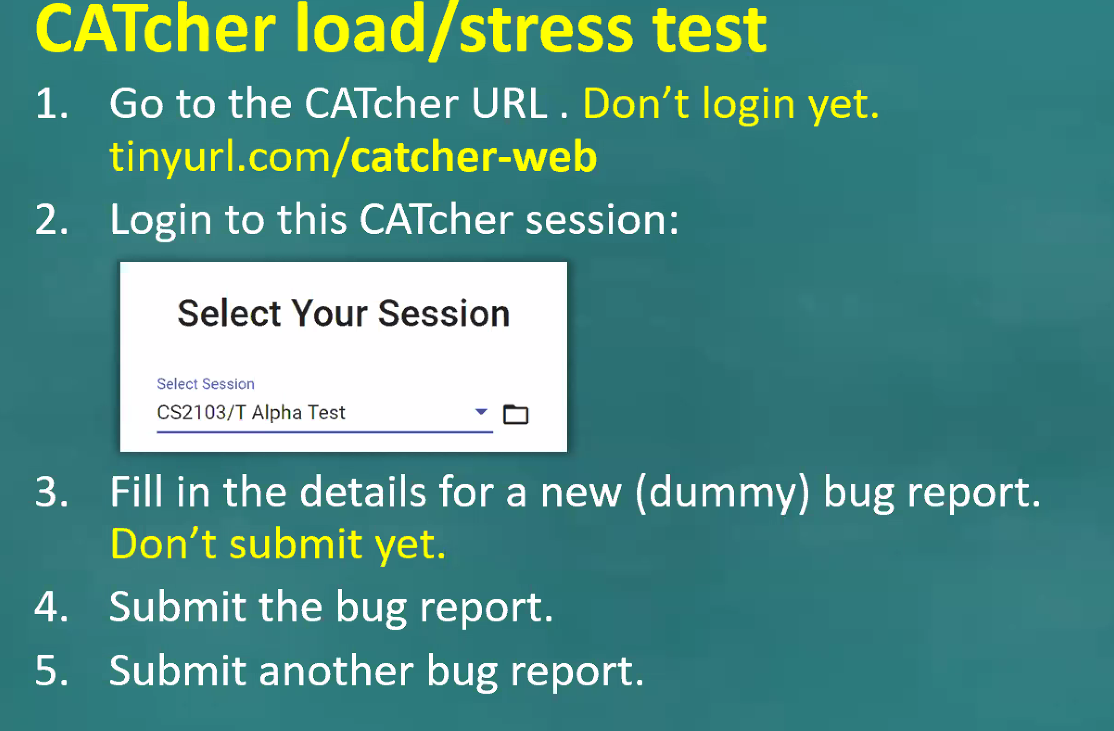 CATcher load/stress test
1. Go to the CATcher URL . Don't login yet.
tinyurl.com/catcher-web
2. Login to this CATcher session:
Select Your Session
Select Session
CS2103/T Alpha Test
3. Fill in the details for a new (dummy) bug report.
Don't submit yet.
4. Submit the bug report.
5. Submit another bug report.